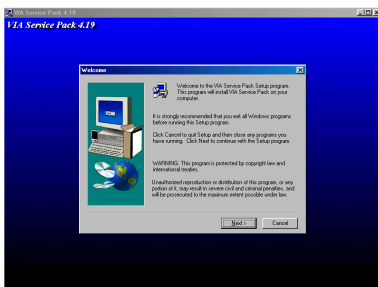 VIA Service Pack 4.19
VIA Service Pack 4.19
Welcome
Welcome to the VIA Service Pack Setup program.
This program will install VIA Service Pack on your
computer.
It is strongly recommended that you exit all Windows programs
before running this Setup program.
Click Cancel to quit Setup and then close any programs you
have running. Click Next to continue with the Setup program.
WARNING: This program is protected by copyright law and
international treaties.
Unauthorized reproduction or distribution of this program, or any
portion of it, may result in severe civil and criminal penalties, and
will be prosecuted to the maximum extent possible under law.
Next >
Cancel